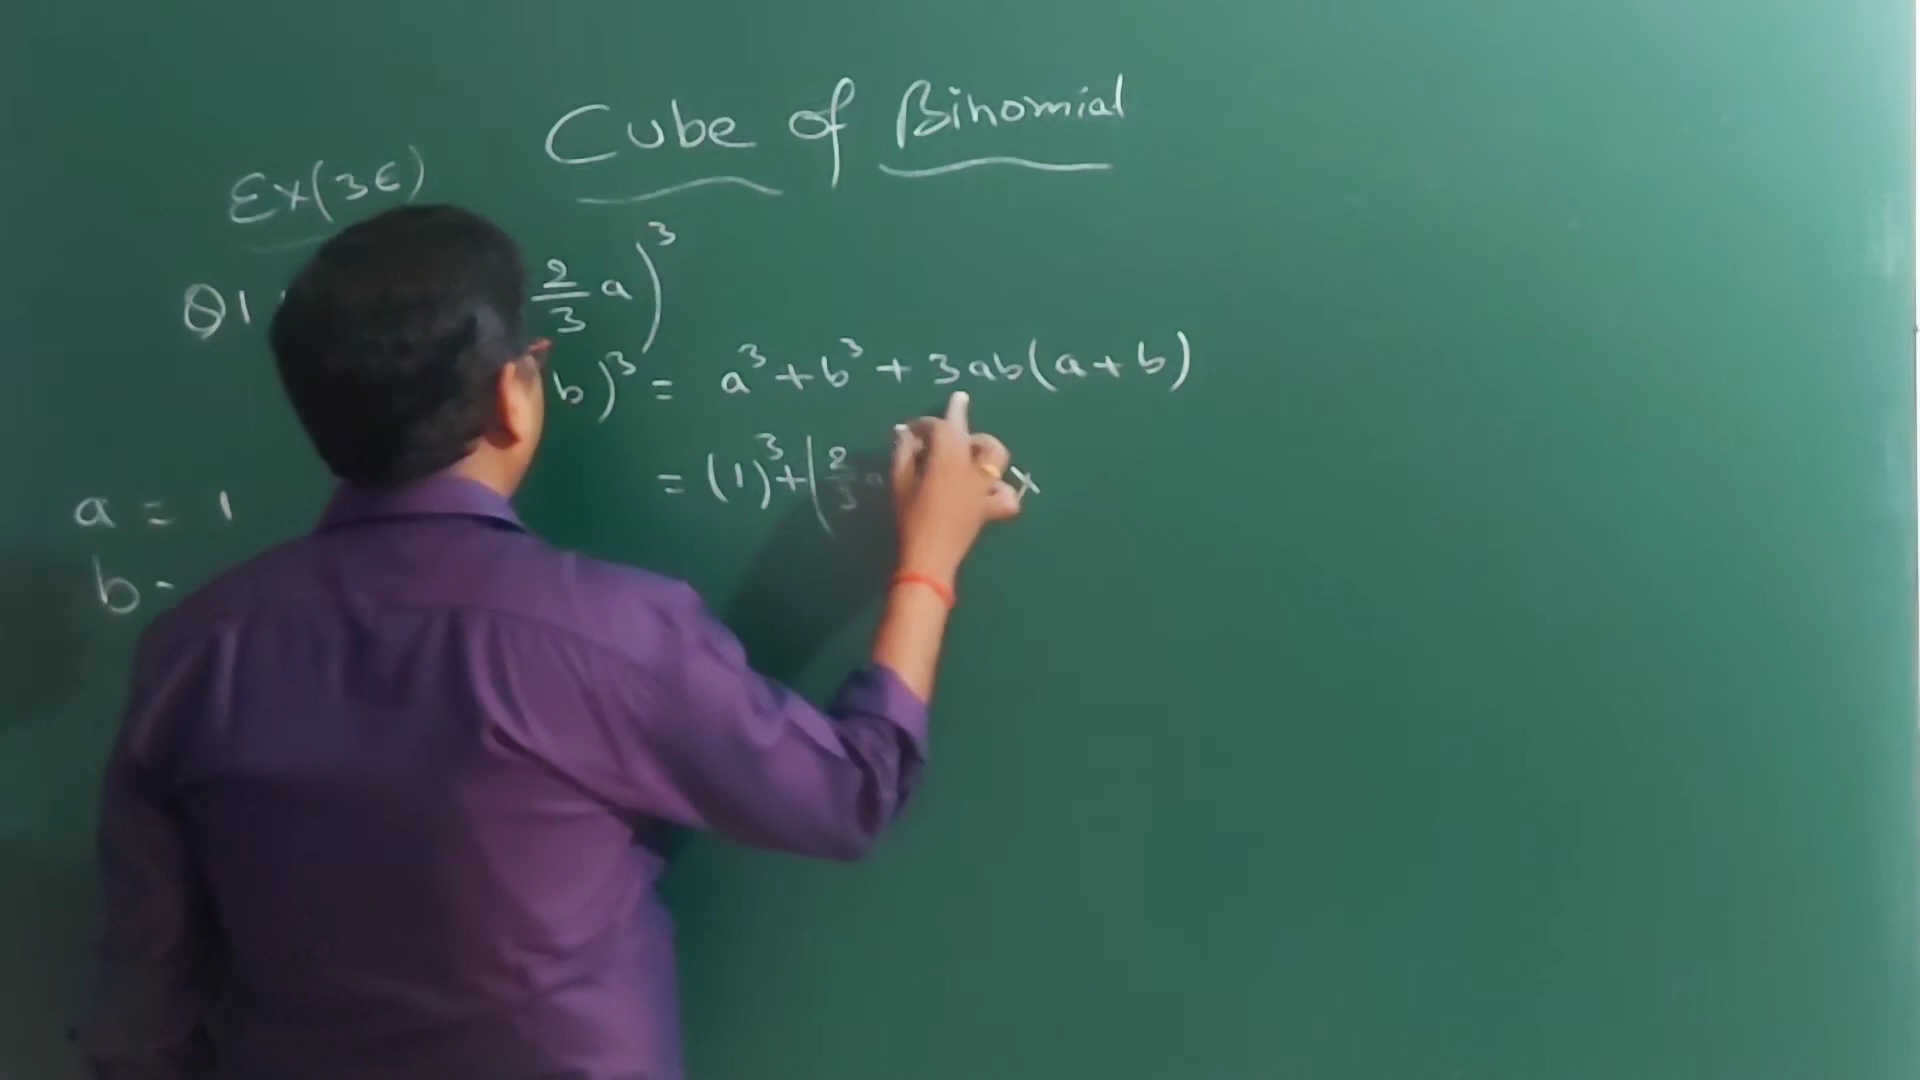 Cube of Binomial
Ex(3E)
Q1 2/3 a)³
b)³ = a³ + b³ + 3ab(a + b)
= (1)³ + (2/3 a ×
a = 1
b =